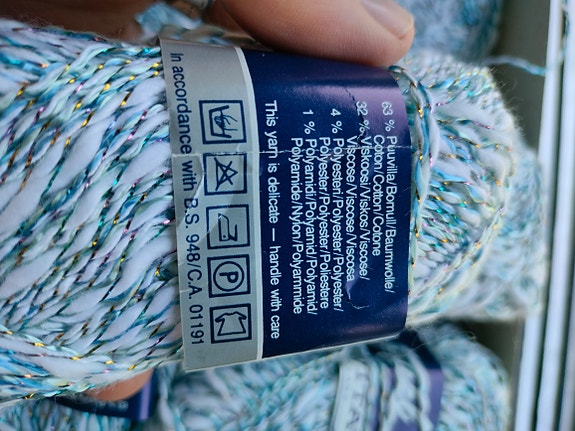 63 % Puuvilla/Bomull/Baumwolle/
Coton/Cotton/Cottone
32 % Viskoosi/Viskos/Viscose/
Viscose/Viscose/Viscosa
4 % Polyesteri/Polyester/Polyester/
Polyester/Polyester/Poliestere
1 % Polyamidi/Polyamid/Polyamid/
Polyamide/Nylon/Polyammide
This yarn is delicate — handle with care
P
In accordance with B.S. 948/C.A. 01191